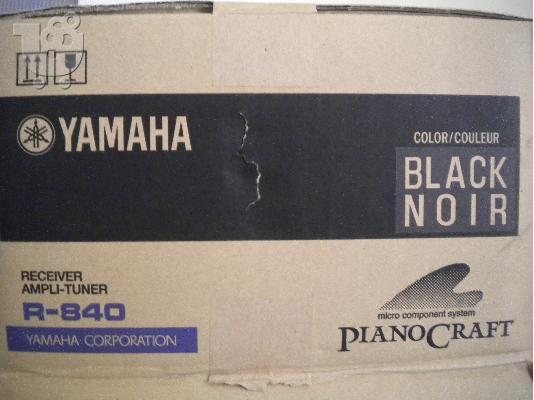 YAMAHA
COLOR/COULEUR
BLACK
NOIR
RECEIVER
AMPLI-TUNER
R-840
YAMAHA CORPORATION
micro component system
PIANOCRAFT